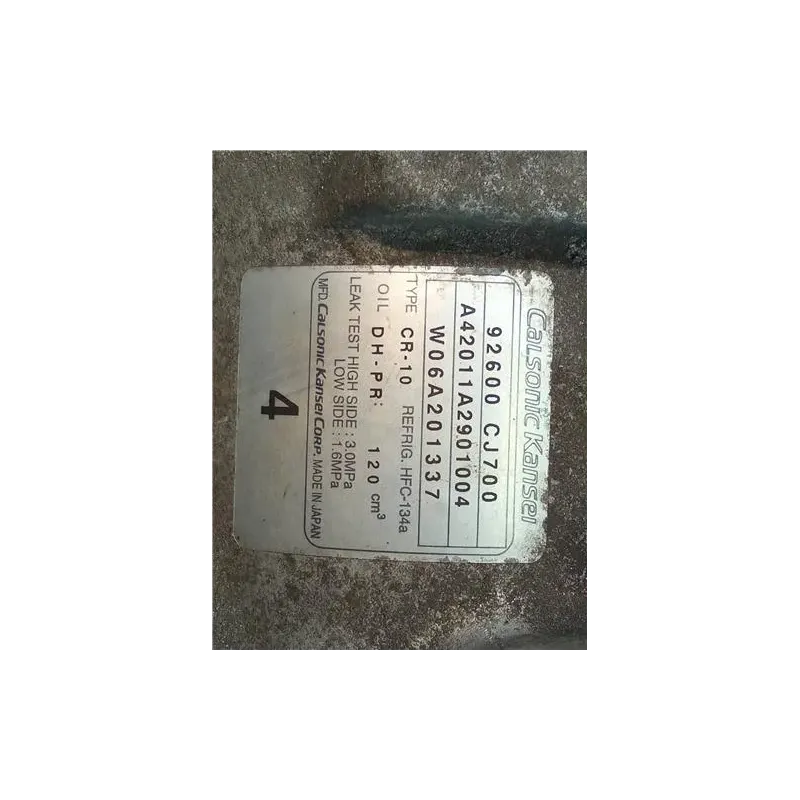 Calsonic Kansei
92600 CJ700
A42011A2901004
W06A201337
TYPE CR-10 REFRIG. HFC-134a
OIL DH-PR: 120 cm³
LEAK TEST HIGH SIDE : 3.0MPa
LOW SIDE : 1.6MPa
MFD. Calsonic Kansei CORP. MADE IN JAPAN
4